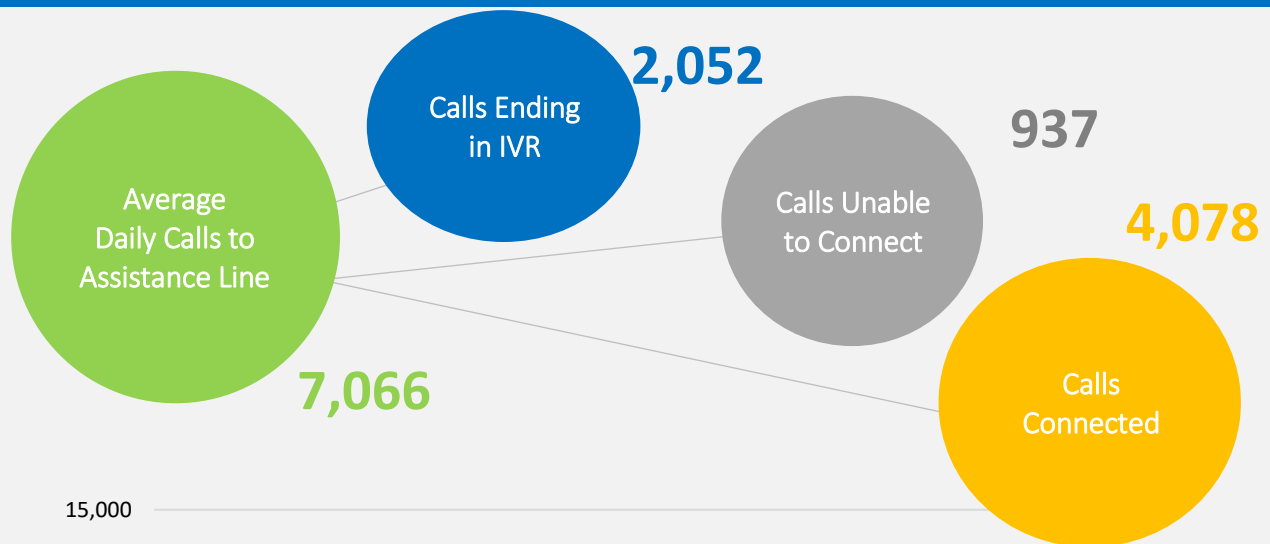 Average
Daily Calls to
Assistance Line
7,066
Calls Ending
in IVR
2,052
Calls Unable
to Connect
937
4,078
Calls
Connected
15,000